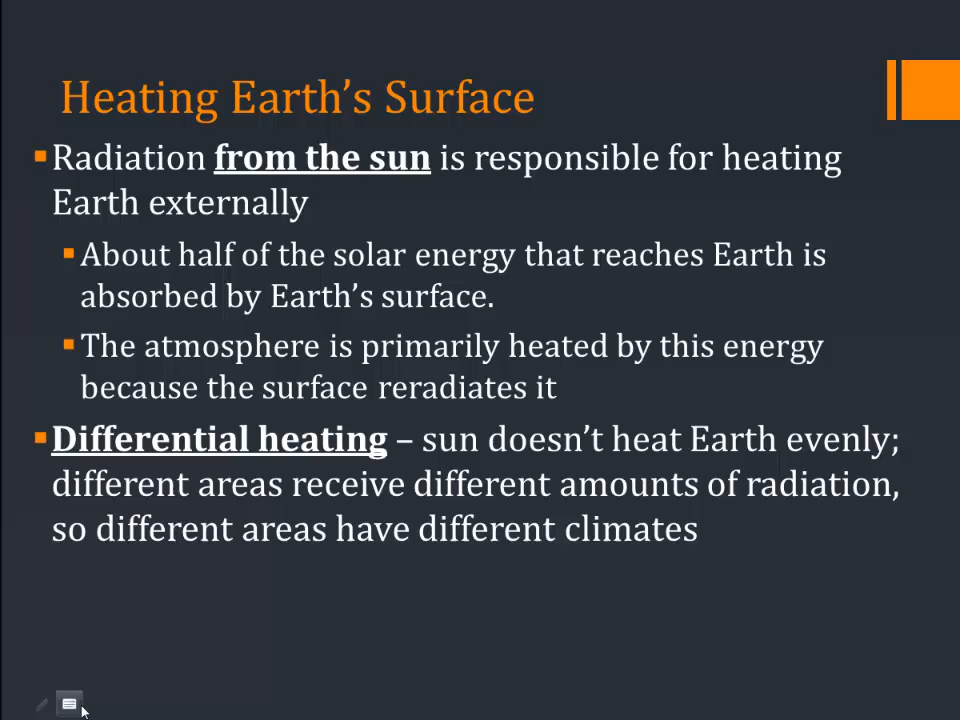 Heating Earth’s Surface
Radiation from the sun is responsible for heating
Earth externally
About half of the solar energy that reaches Earth is
absorbed by Earth’s surface.
The atmosphere is primarily heated by this energy
because the surface reradiates it
Differential heating – sun doesn’t heat Earth evenly;
different areas receive different amounts of radiation,
so different areas have different climates